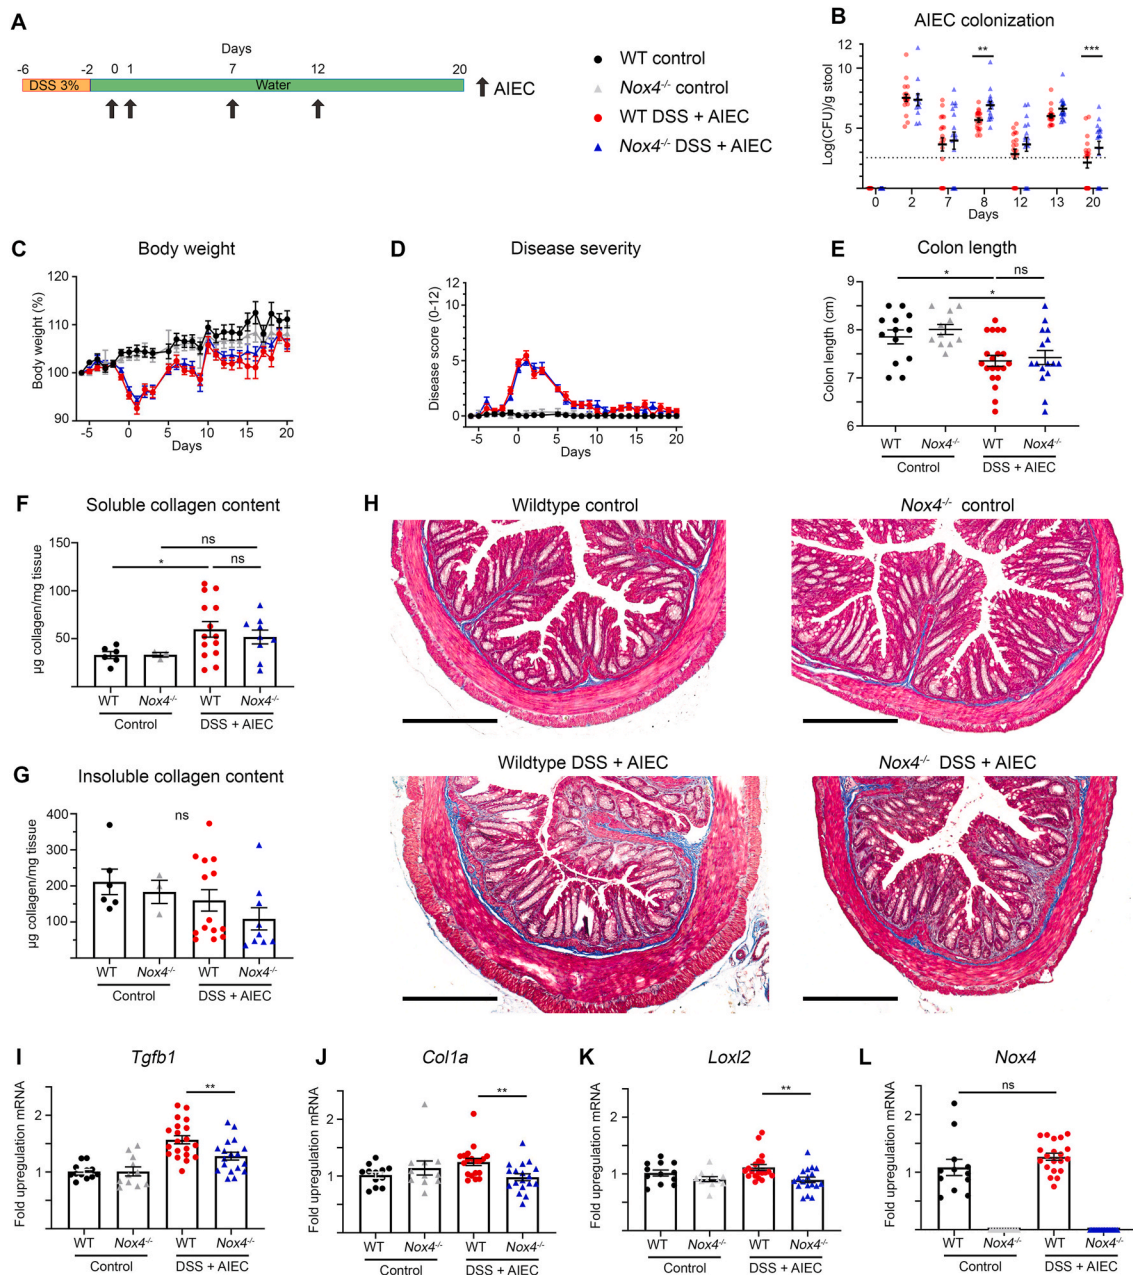 A
Days
-6 -2 0 1 7 12 20
DSS 3% Water
AIEC
WT control
Nox4-/- control
WT DSS + AIEC
Nox4-/- DSS + AIEC
B
AIEC colonization
Log(CFU)/g stool
12
10
5
** ***
0 2 7 8 12 13 20
Days
C
Body weight
Body weight (%)
120
110
100
90
-5 0 5 10 15 20
Days
D
Disease severity
Disease score (0-12)
12
10
5
0
-5 0 5 10 15 20
Days
E
Colon length
Colon length (cm)
9
8
7
6
* ns
*
WT Nox4-/- WT Nox4-/-
Control DSS + AIEC
F
Soluble collagen content
µg collagen/mg tissue
150
100
50
ns
* ns
WT Nox4-/- WT Nox4-/-
Control DSS + AIEC
G
Insoluble collagen content
µg collagen/mg tissue
400
300
200
100
ns
WT Nox4-/- WT Nox4-/-
Control DSS + AIEC
H
Wildtype control
Nox4-/- control
Wildtype DSS + AIEC
Nox4-/- DSS + AIEC
I
Tgfb1
Fold upregulation mRNA
2
1
0
**
WT Nox4-/- WT Nox4-/-
Control DSS + AIEC
J
Col1a
Fold upregulation mRNA
2
1
0
**
WT Nox4-/- WT Nox4-/-
Control DSS + AIEC
K
Loxl2
Fold upregulation mRNA
2
1
0
**
WT Nox4-/- WT Nox4-/-
Control DSS + AIEC
L
Nox4
Fold upregulation mRNA
2
1
0
ns
WT Nox4-/- WT Nox4-/-
Control DSS + AIEC